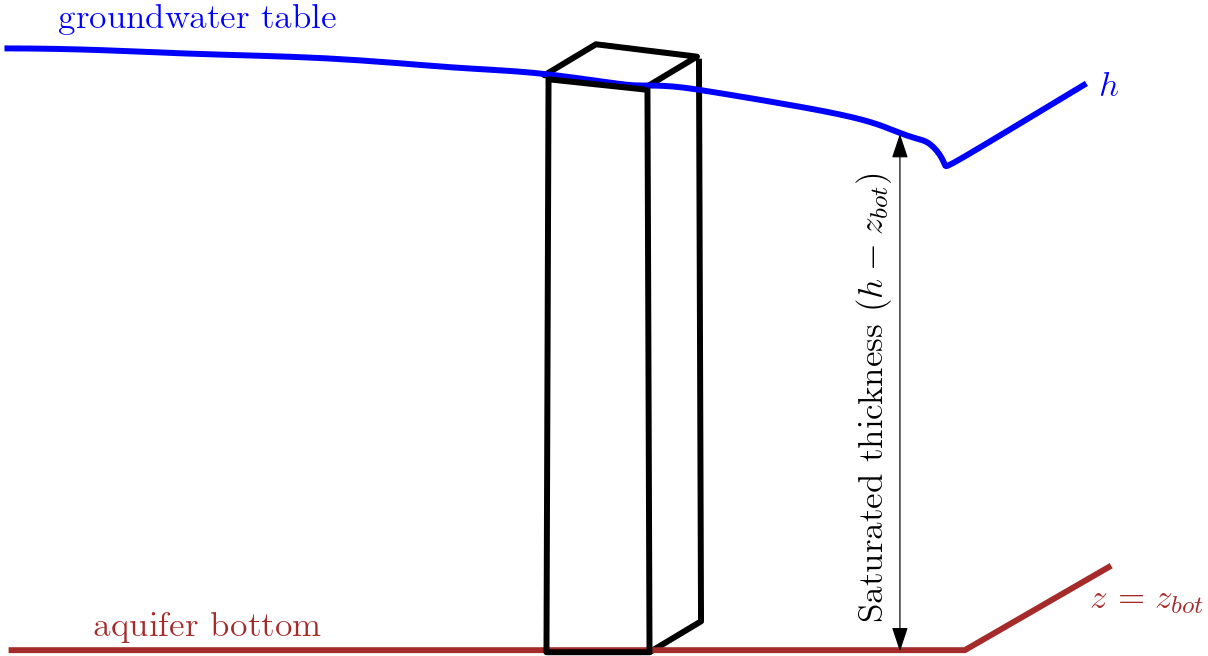 groundwater table
h
Saturated thickness (h − z_bot)
z = z_bot
aquifer bottom